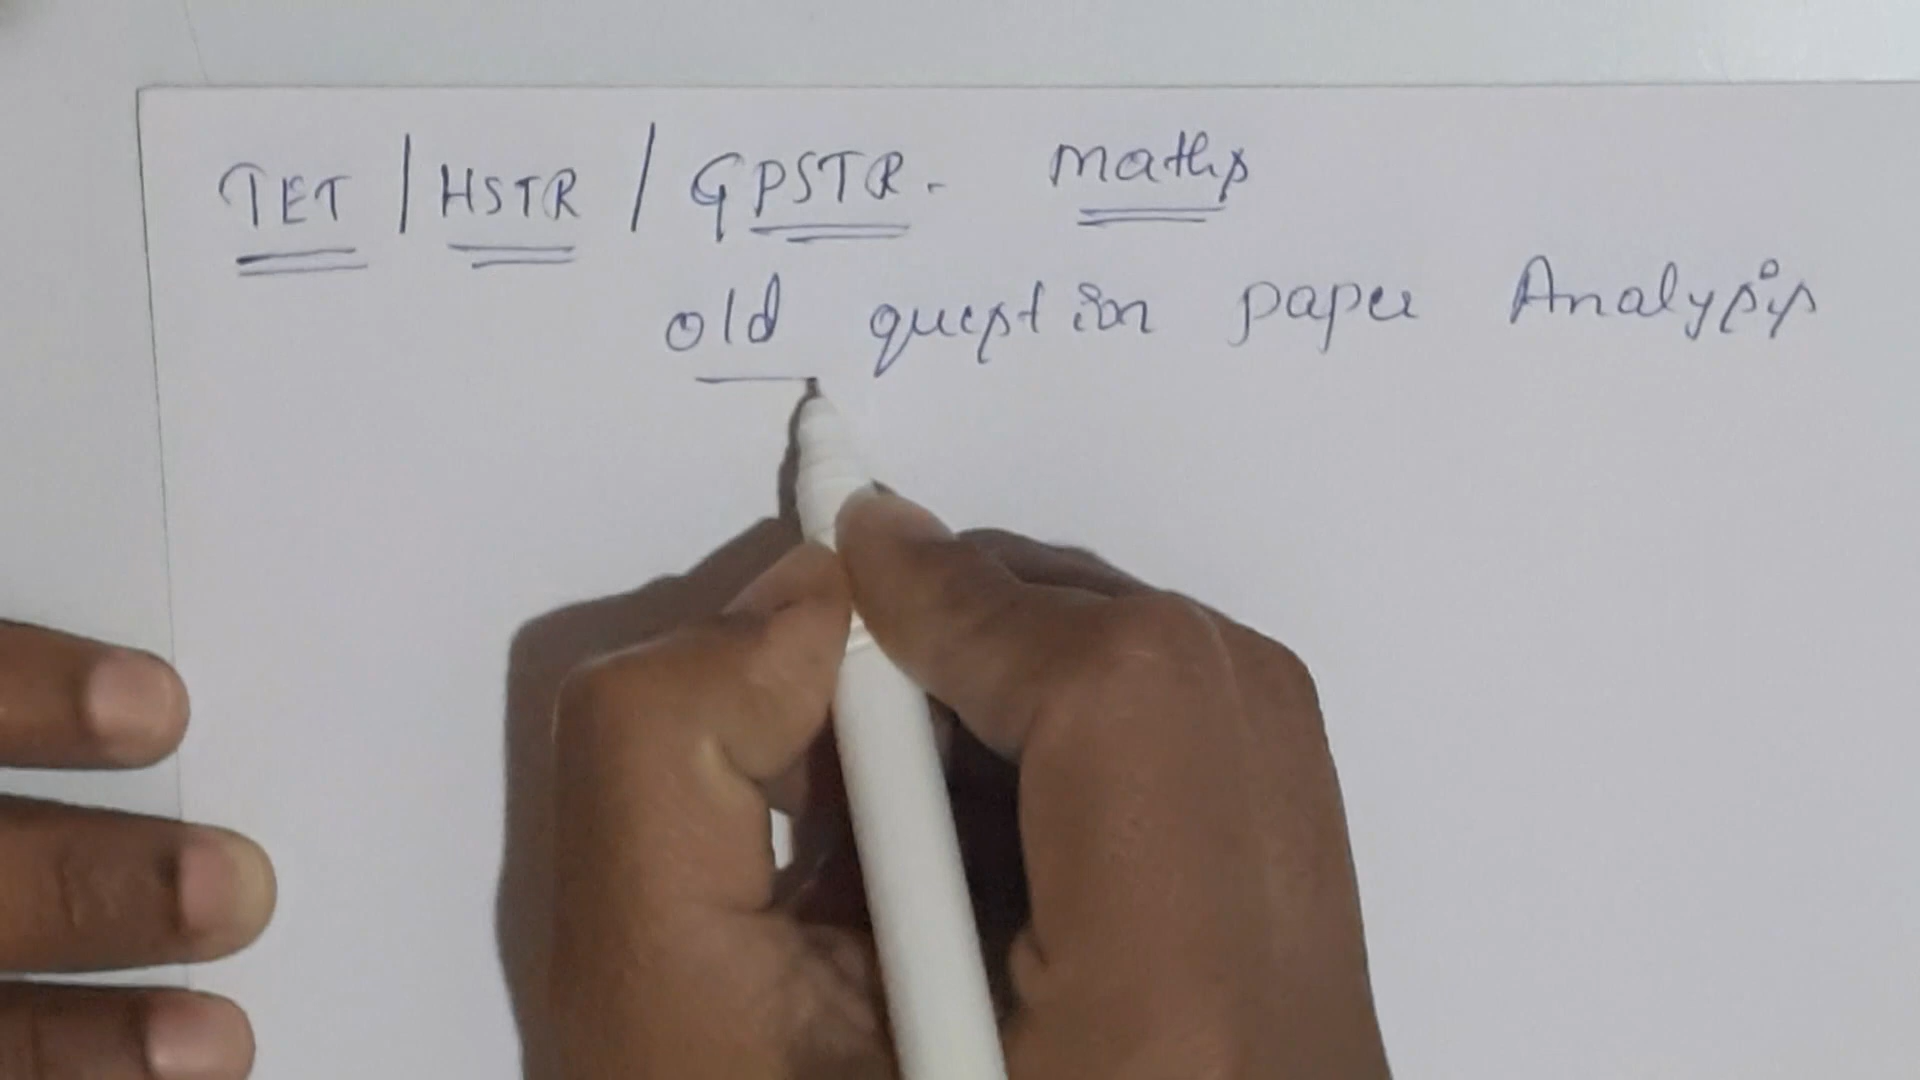 TET / HSTR / GPSTR. maths
old question paper Analysis